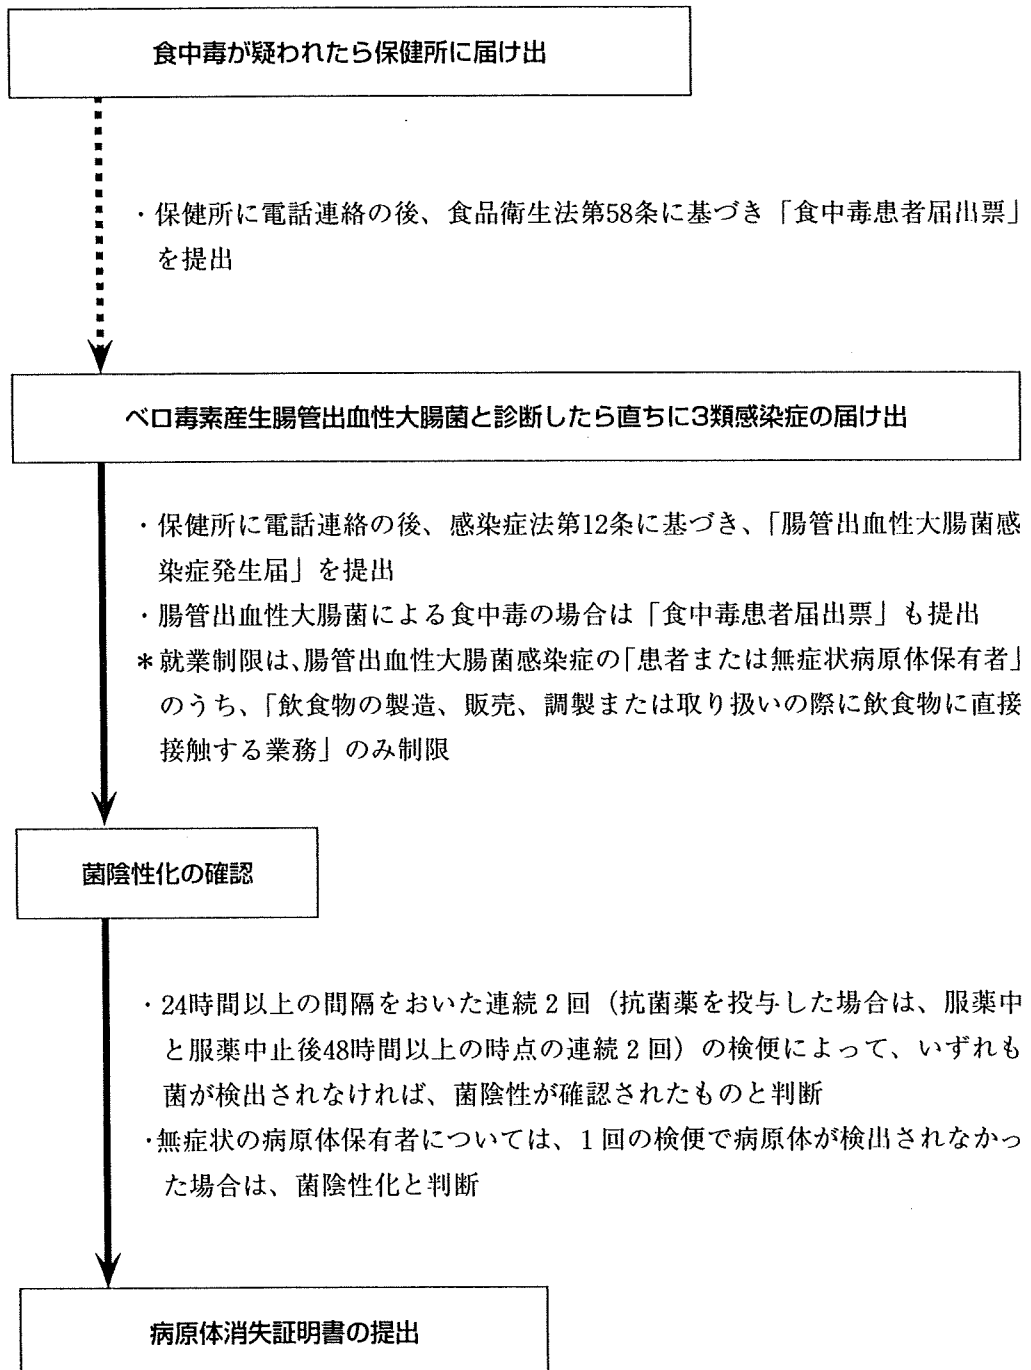 食中毒が疑われたら保健所に届け出
・保健所に電話連絡の後、食品衛生法第58条に基づき「食中毒患者届出票」
を提出
ベロ毒素産生腸管出血性大腸菌と診断したら直ちに3類感染症の届け出
・保健所に電話連絡の後、感染症法第12条に基づき、「腸管出血性大腸菌感
染症発生届」を提出
・腸管出血性大腸菌による食中毒の場合は「食中毒患者届出票」も提出
＊就業制限は、腸管出血性大腸菌感染症の「患者または無症状病原体保有者」
のうち、「飲食物の製造、販売、調製または取り扱いの際に飲食物に直接
接触する業務」のみ制限
菌陰性化の確認
・24時間以上の間隔をおいた連続2回（抗菌薬を投与した場合は、服薬中
と服薬中止後48時間以上の時点の連続2回）の検便によって、いずれも
菌が検出されなければ、菌陰性が確認されたものと判断
・無症状の病原体保有者については、1回の検便で病原体が検出されなかっ
た場合は、菌陰性化と判断
病原体消失証明書の提出